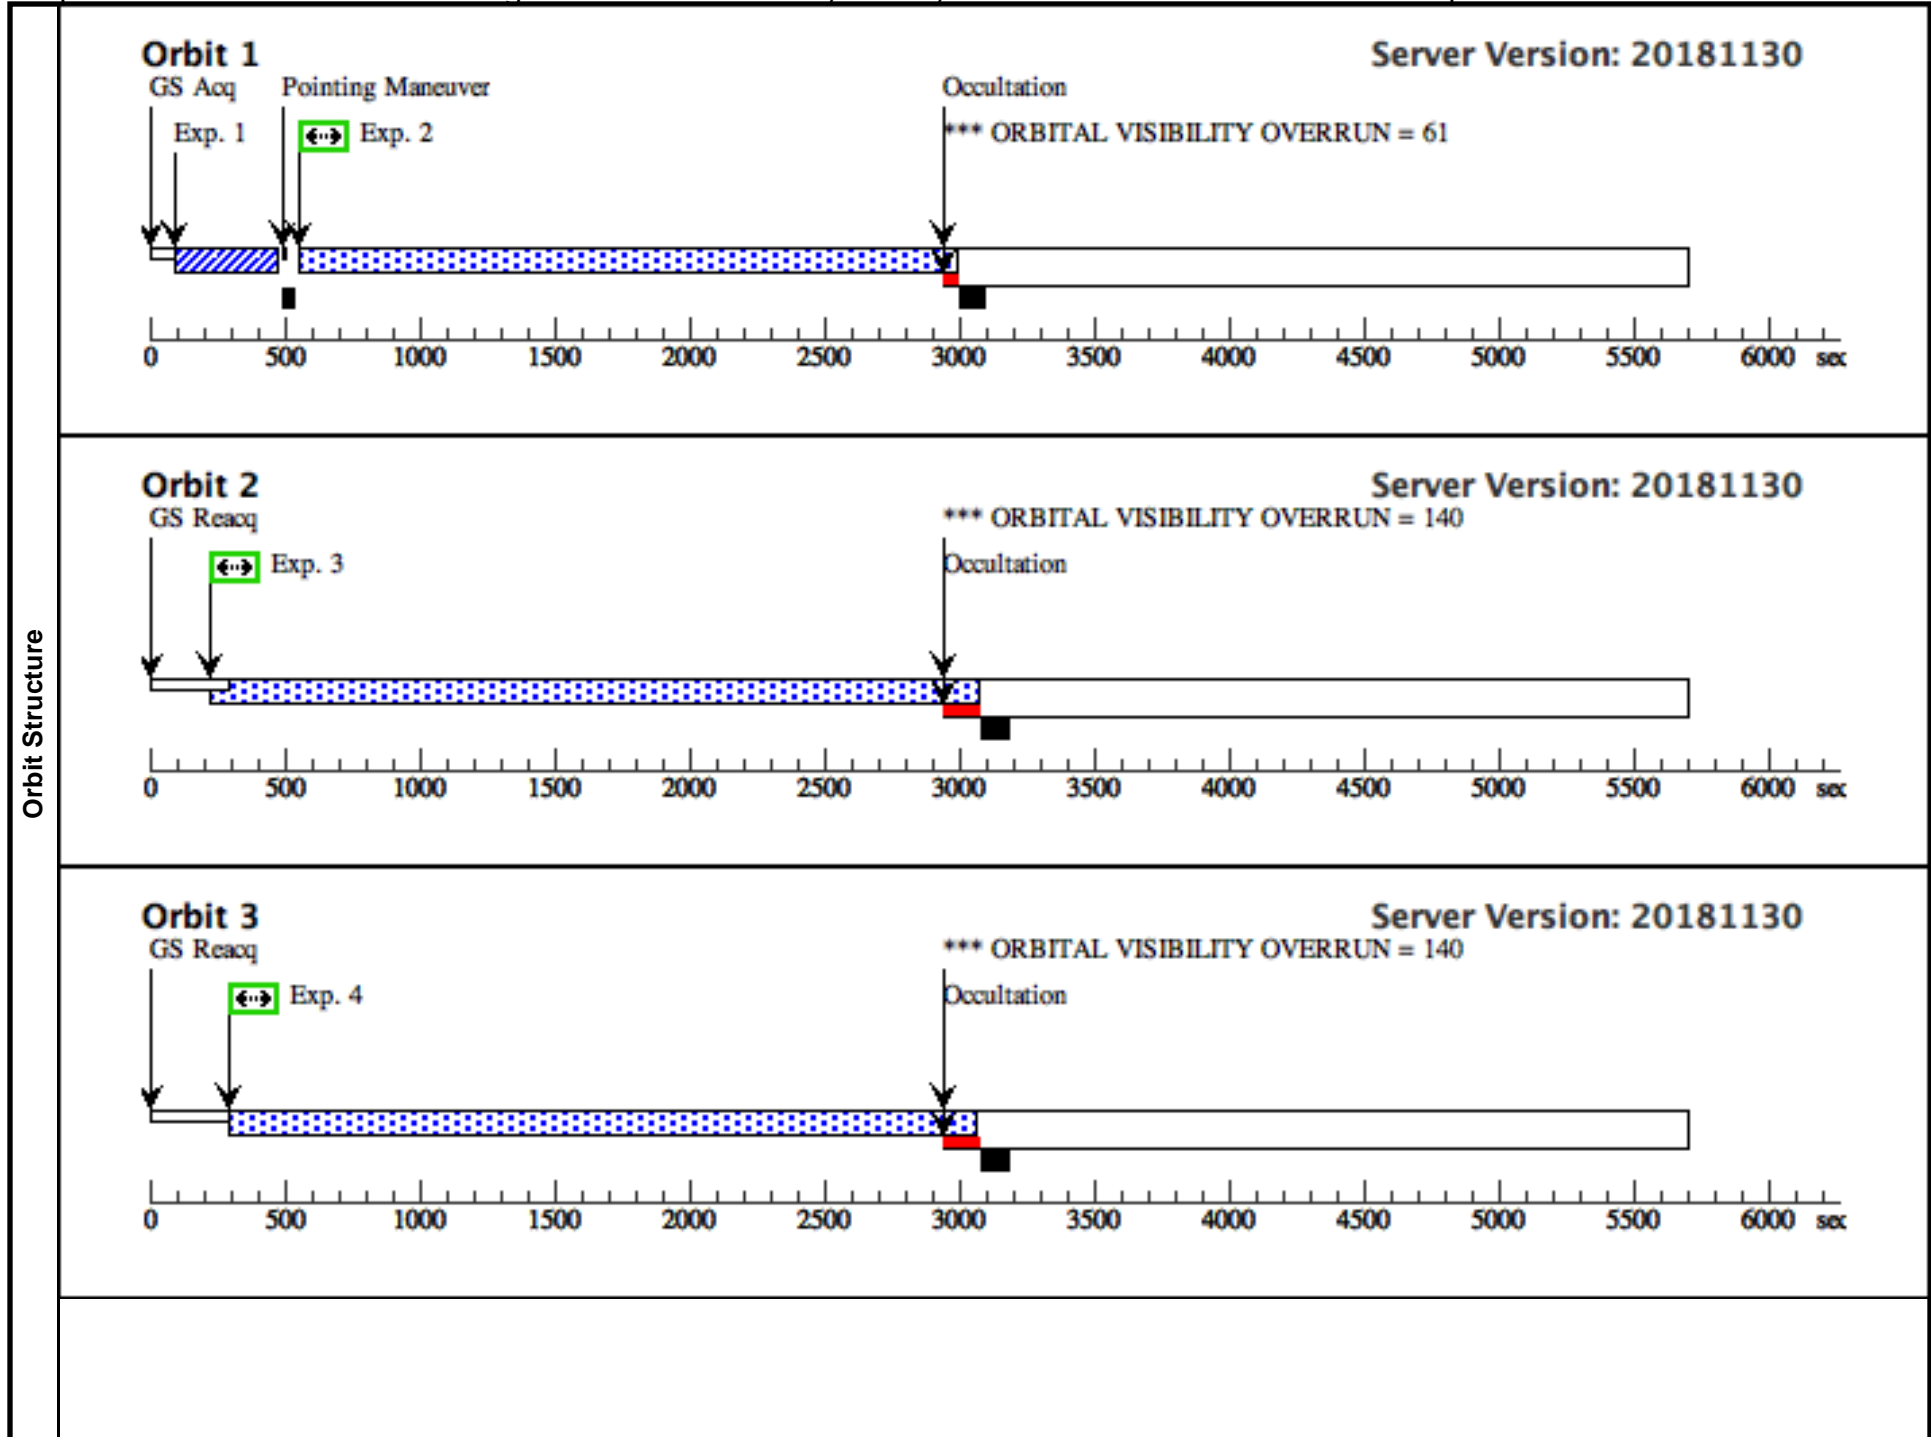 Orbit Structure
Orbit 1 Server Version: 20181130
GS Acq Pointing Maneuver Occultation
Exp. 1 Exp. 2 *** ORBITAL VISIBILITY OVERRUN = 61
0 500 1000 1500 2000 2500 3000 3500 4000 4500 5000 5500 6000 sec
Orbit 2 Server Version: 20181130
GS Reacq *** ORBITAL VISIBILITY OVERRUN = 140
Exp. 3 Occultation
0 500 1000 1500 2000 2500 3000 3500 4000 4500 5000 5500 6000 sec
Orbit 3 Server Version: 20181130
GS Reacq *** ORBITAL VISIBILITY OVERRUN = 140
Exp. 4 Occultation
0 500 1000 1500 2000 2500 3000 3500 4000 4500 5000 5500 6000 sec